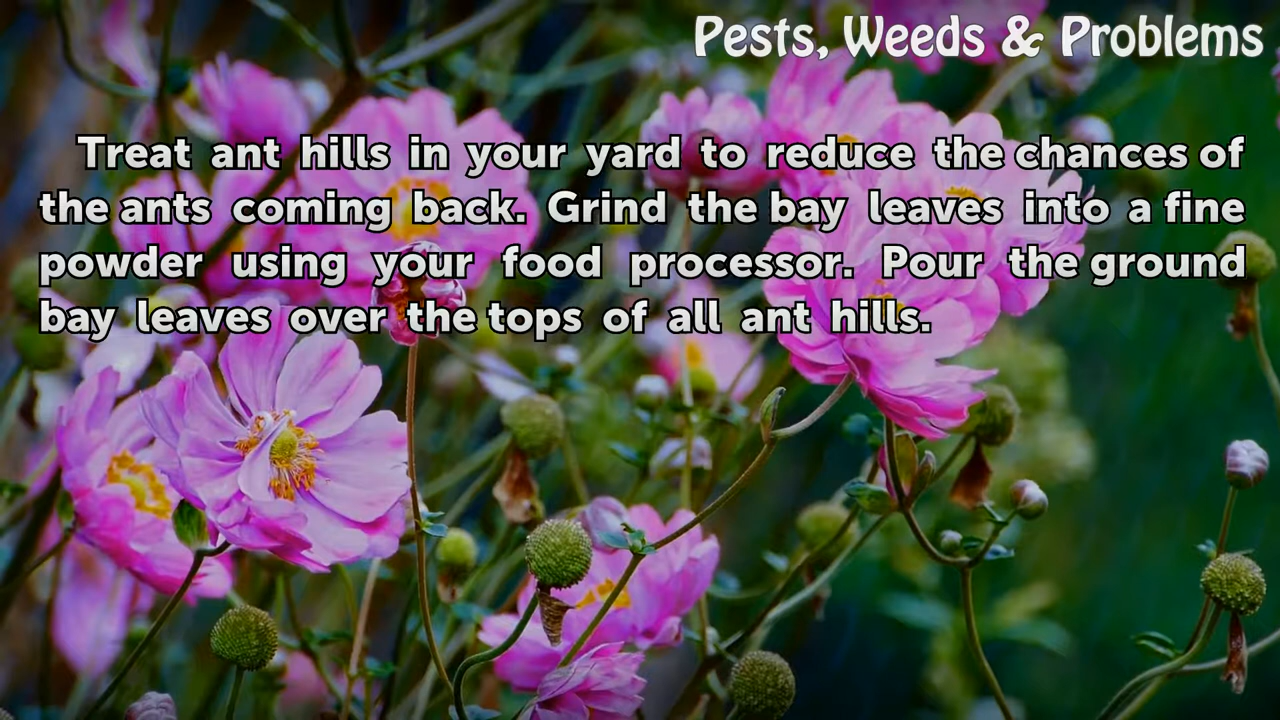 Pests, Weeds & Problems
Treat ant hills in your yard to reduce the chances of
the ants coming back. Grind the bay leaves into a fine
powder using your food processor. Pour the ground
bay leaves over the tops of all ant hills.